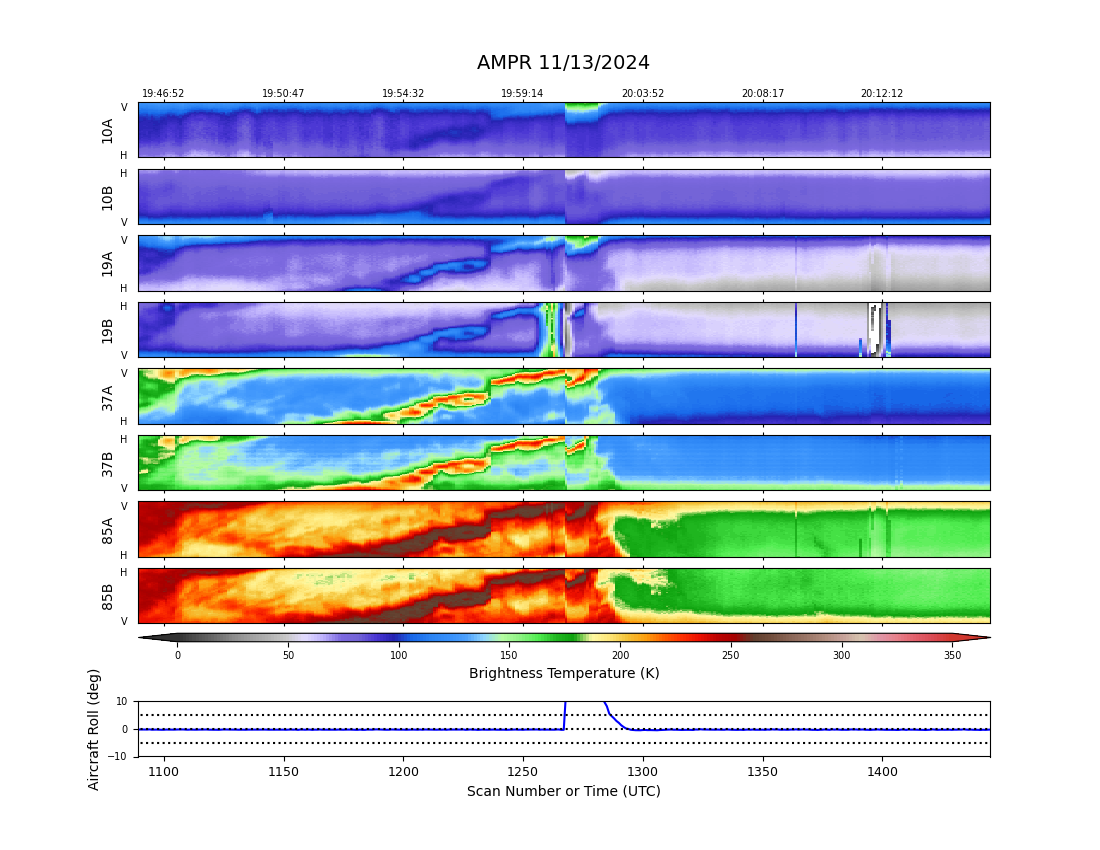 AMPR 11/13/2024
19:46:52 19:50:47 19:54:32 19:59:14 20:03:52 20:08:17 20:12:12
V
10A
H
H
10B
V
V
19A
H
H
19B
V
V
37A
H
H
37B
V
V
85A
H
H
85B
V
0 50 100 150 200 250 300 350
Brightness Temperature (K)
Aircraft Roll (deg)
10
0
−10
1100 1150 1200 1250 1300 1350 1400
Scan Number or Time (UTC)